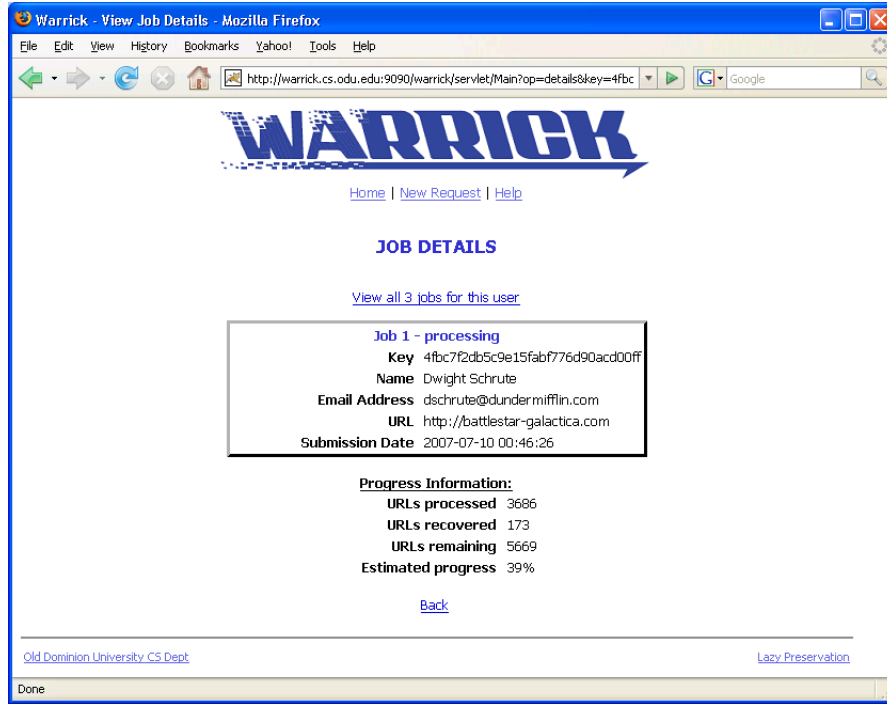 Warrick - View Job Details - Mozilla Firefox
File Edit View History Bookmarks Yahoo! Tools Help
http://warrick.cs.odu.edu:9090/warrick/servlet/Main?op=details&key=4fbc G Google
WARRICK
Home | New Request | Help
JOB DETAILS
View all 3 jobs for this user
Job 1 - processing
Key 4fbc7f2db5c9e15fabf776d90acd00ff
Name Dwight Schrute
Email Address dschrute@dundermifflin.com
URL http://battlestar-galactica.com
Submission Date 2007-07-10 00:46:26
Progress Information:
URLs processed 3686
URLs recovered 173
URLs remaining 5669
Estimated progress 39%
Back
Old Dominion University CS Dept Lazy Preservation
Done